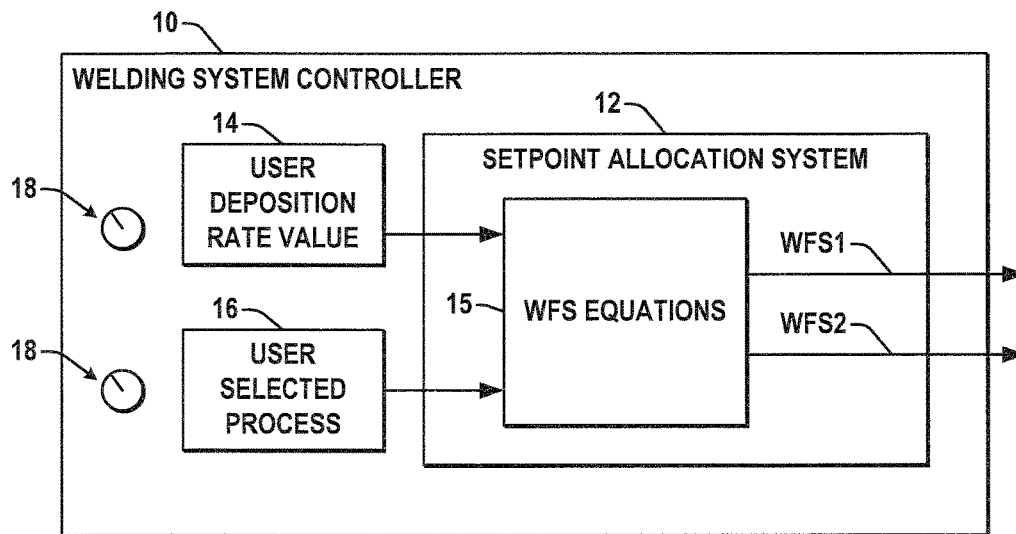 10
WELDING SYSTEM CONTROLLER
14
12
USER
DEPOSITION
RATE VALUE
SETPOINT ALLOCATION SYSTEM
18
WFS1
15
WFS EQUATIONS
16
WFS2
18
USER
SELECTED
PROCESS